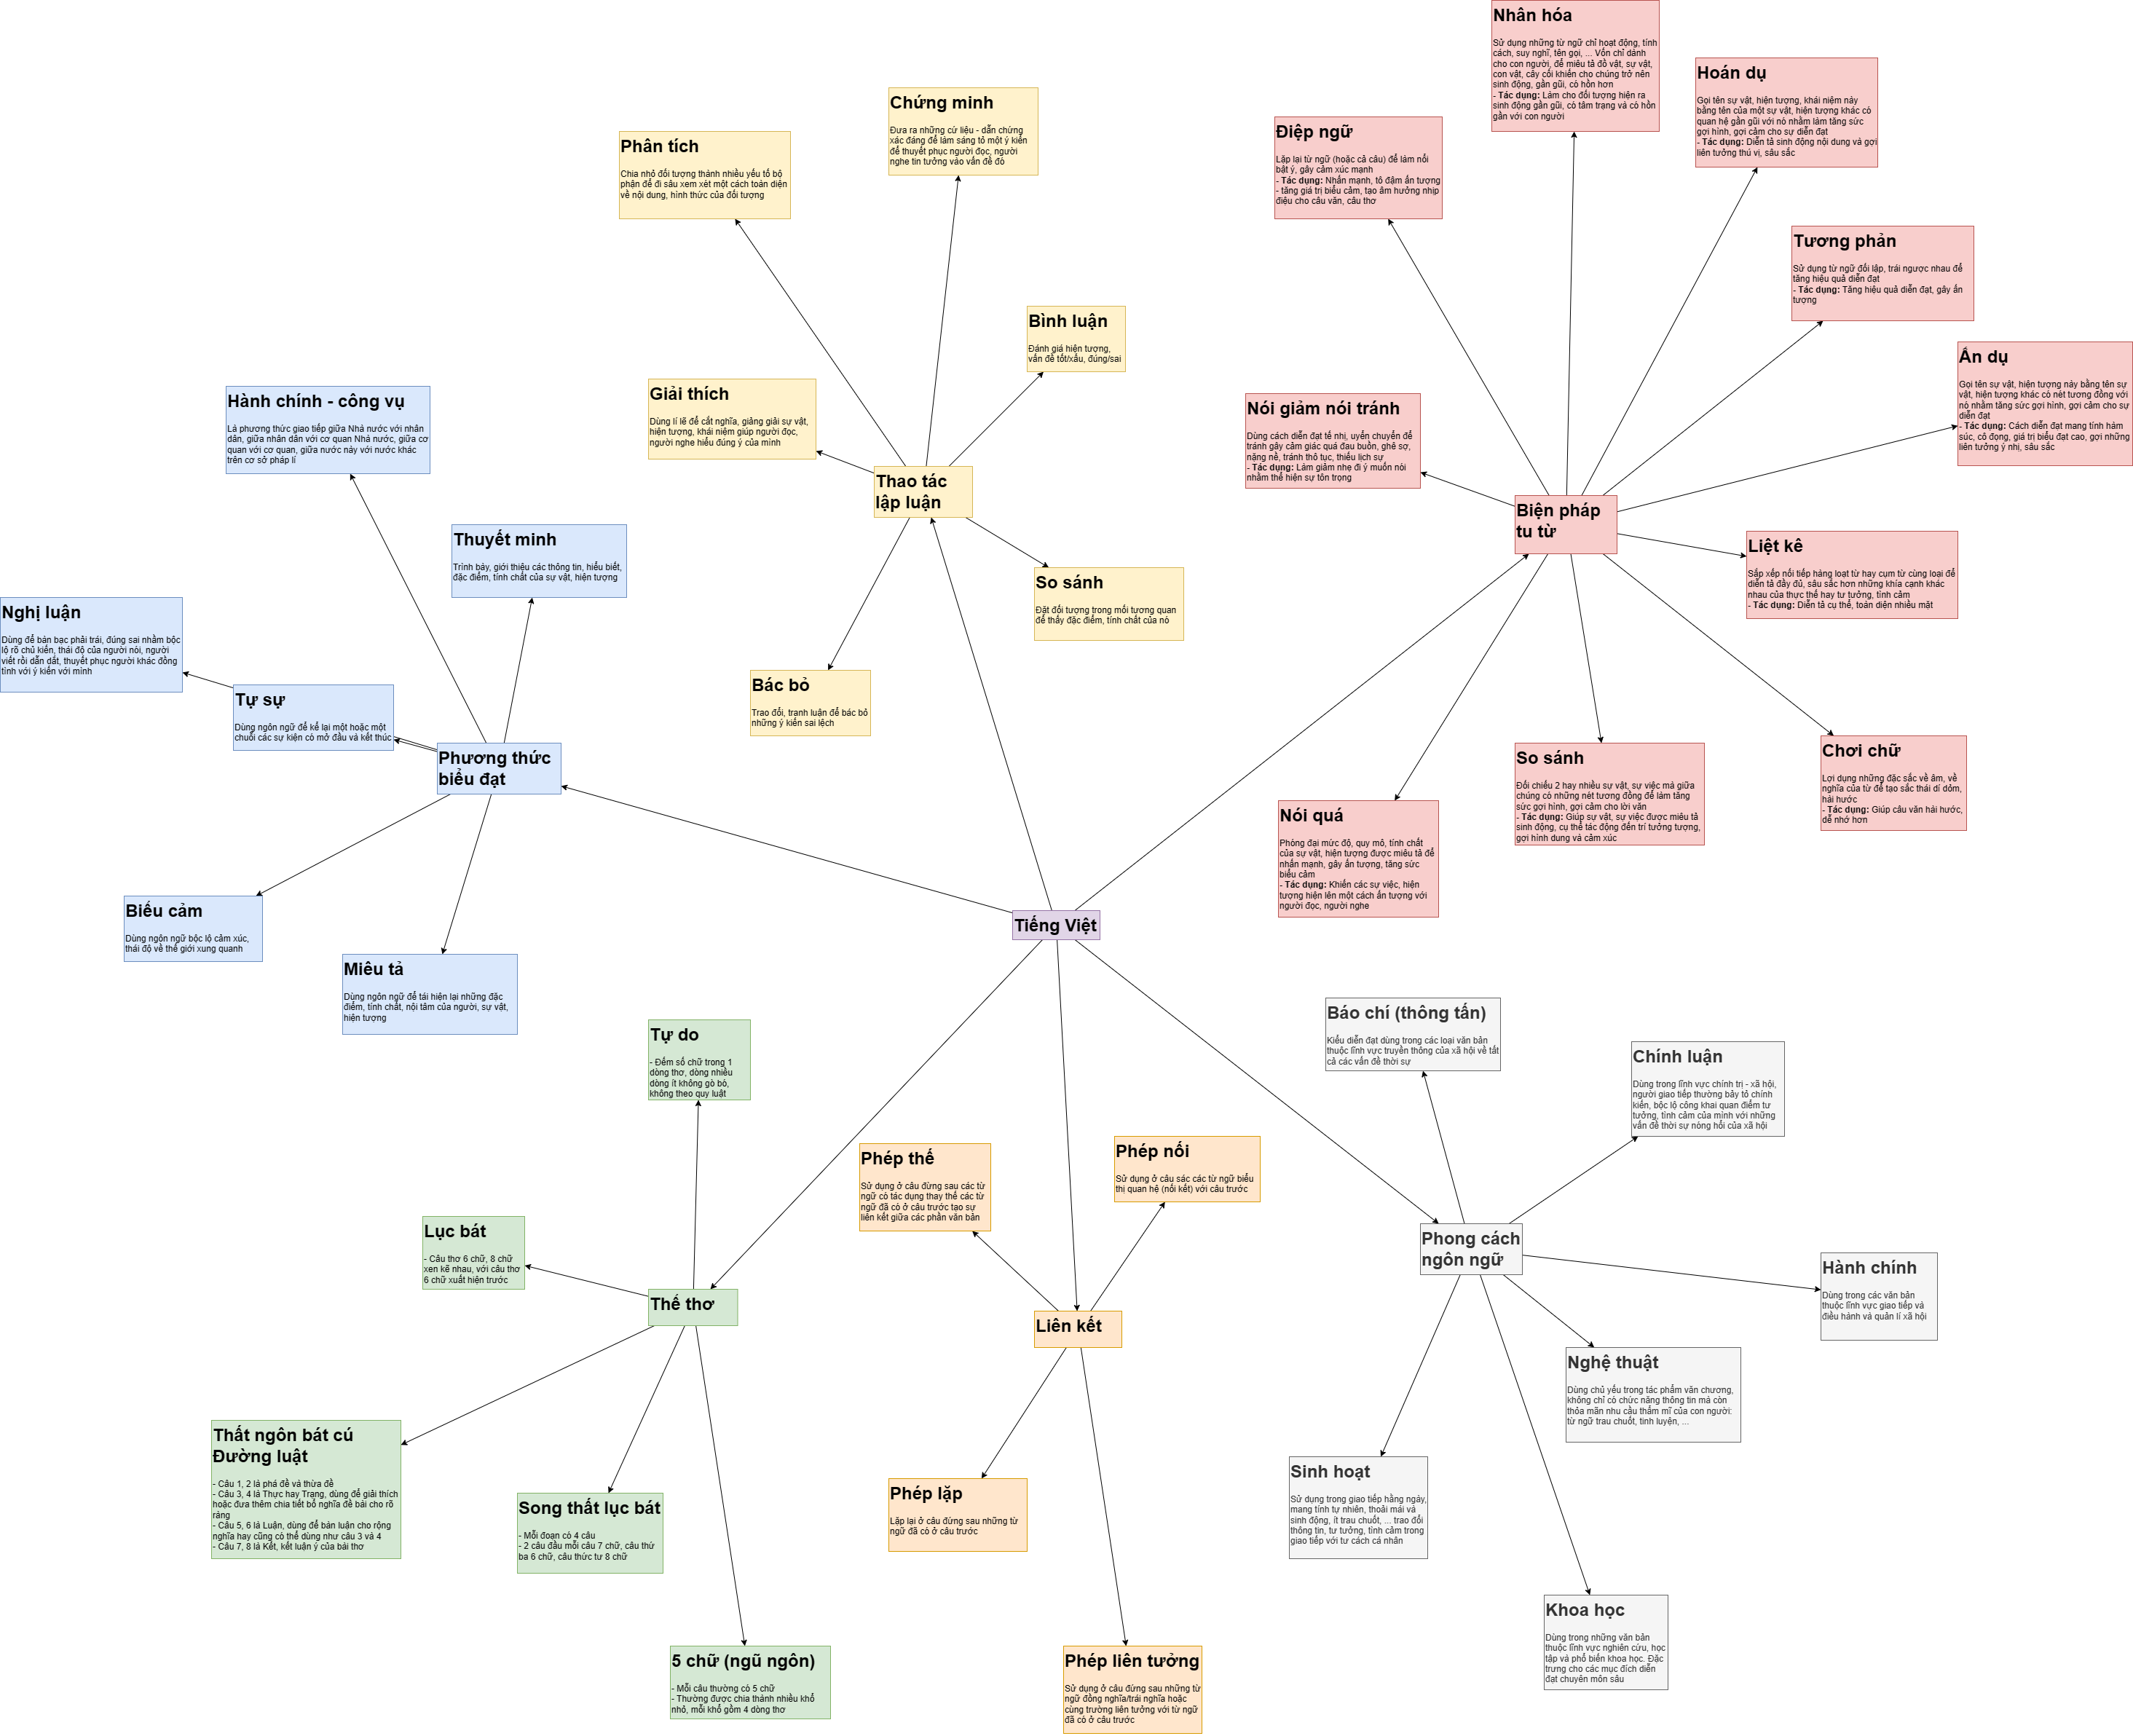 Nhân hóa
Sử dụng những từ ngữ chỉ hoạt động, tính
cách, suy nghĩ, tên gọi, ... Vốn chỉ dành
cho con người, để miêu tả đồ vật, sự vật,
con vật, cây cối khiến cho chúng trở nên
sinh động, gần gũi, có hồn hơn
- Tác dụng: Làm cho đối tượng hiện ra
sinh động gần gũi, có tâm trạng và có hồn
gần với con người
Hoán dụ
Gọi tên sự vật, hiện tượng, khái niệm này
bằng tên của một sự vật, hiện tượng khác có
quan hệ gần gũi với nó nhằm làm tăng sức
gợi hình, gợi cảm cho sự diễn đạt
- Tác dụng: Diễn tả sinh động nội dung và gợi
liên tưởng thú vị, sâu sắc
Chứng minh
Đưa ra những cứ liệu - dẫn chứng
xác đáng để làm sáng tỏ một ý kiến
để thuyết phục người đọc, người
nghe tin tưởng vào vấn đề đó
Điệp ngữ
Lặp lại từ ngữ (hoặc cả câu) để làm nổi
bật ý, gây cảm xúc mạnh
- Tác dụng: Nhấn mạnh, tô đậm ấn tượng
- tăng giá trị biểu cảm, tạo âm hưởng nhịp
điệu cho câu văn, câu thơ
Phân tích
Chia nhỏ đối tượng thành nhiều yếu tố bộ
phận để đi sâu xem xét một cách toàn diện
về nội dung, hình thức của đối tượng
Tương phản
Sử dụng từ ngữ đối lập, trái ngược nhau để
tăng hiệu quả diễn đạt
- Tác dụng: Tăng hiệu quả diễn đạt, gây ấn
tượng
Bình luận
Đánh giá hiện tượng,
vấn đề tốt/xấu, đúng/sai
Ẩn dụ
Gọi tên sự vật, hiện tượng này bằng tên sự
vật, hiện tượng khác có nét tương đồng với
nó nhằm tăng sức gợi hình, gợi cảm cho sự
diễn đạt
- Tác dụng: Cách diễn đạt mang tính hàm
súc, cô đọng, giá trị biểu đạt cao, gợi những
liên tưởng ý nhị, sâu sắc
Giải thích
Dùng lí lẽ để cắt nghĩa, giảng giải sự vật,
hiện tượng, khái niệm giúp người đọc,
người nghe hiểu đúng ý của mình
Hành chính - công vụ
Là phương thức giao tiếp giữa Nhà nước với nhân
dân, giữa nhân dân với cơ quan Nhà nước, giữa cơ
quan với cơ quan, giữa nước này với nước khác
trên cơ sở pháp lí
Nói giảm nói tránh
Dùng cách diễn đạt tế nhị, uyển chuyển để
tránh gây cảm giác quá đau buồn, ghê sợ,
nặng nề, tránh thô tục, thiếu lịch sự
- Tác dụng: Làm giảm nhẹ đi ý muốn nói
nhằm thể hiện sự tôn trọng
Thao tác
lập luận
Biện pháp
tu từ
Thuyết minh
Trình bày, giới thiệu các thông tin, hiểu biết,
đặc điểm, tính chất của sự vật, hiện tượng
Liệt kê
Sắp xếp nối tiếp hàng loạt từ hay cụm từ cùng loại để
diễn tả đầy đủ, sâu sắc hơn những khía cạnh khác
nhau của thực thế hay tư tưởng, tình cảm
- Tác dụng: Diễn tả cụ thể, toàn diện nhiều mặt
So sánh
Đặt đối tượng trong mối tương quan
để thấy đặc điểm, tính chất của nó
Nghị luận
Dùng để bàn bạc phải trái, đúng sai nhằm bộc
lộ rõ chủ kiến, thái độ của người nói, người
viết rồi dẫn dắt, thuyết phục người khác đồng
tình với ý kiến với mình
Bác bỏ
Trao đổi, tranh luận để bác bỏ
những ý kiến sai lệch
Tự sự
Dùng ngôn ngữ để kể lại một hoặc một
chuỗi các sự kiện có mở đầu và kết thúc
Phương thức
biểu đạt
Chơi chữ
Lợi dụng những đặc sắc về âm, về
nghĩa của từ để tạo sắc thái dí dỏm,
hài hước
- Tác dụng: Giúp câu văn hài hước,
dễ nhớ hơn
So sánh
Đối chiếu 2 hay nhiều sự vật, sự việc mà giữa
chúng có những nét tương đồng để làm tăng
sức gợi hình, gợi cảm cho lời văn
- Tác dụng: Giúp sự vật, sự việc được miêu tả
sinh động, cụ thể tác động đến trí tưởng tượng,
gợi hình dung và cảm xúc
Nói quá
Phóng đại mức độ, quy mô, tính chất
của sự vật, hiện tượng được miêu tả để
nhấn mạnh, gây ấn tượng, tăng sức
biểu cảm
- Tác dụng: Khiến các sự việc, hiện
tượng hiện lên một cách ấn tượng với
người đọc, người nghe
Biểu cảm
Dùng ngôn ngữ bộc lộ cảm xúc,
thái độ về thế giới xung quanh
Tiếng Việt
Miêu tả
Dùng ngôn ngữ để tái hiện lại những đặc
điểm, tính chất, nội tâm của người, sự vật,
hiện tượng
Báo chí (thông tấn)
Kiểu diễn đạt dùng trong các loại văn bản
thuộc lĩnh vực truyền thông của xã hội về tất
cả các vấn đề thời sự
Tự do
- Đếm số chữ trong 1
dòng thơ, dòng nhiều
dòng ít không gò bó,
không theo quy luật
Chính luận
Dùng trong lĩnh vực chính trị - xã hội,
người giao tiếp thường bày tỏ chính
kiến, bộc lộ công khai quan điểm tư
tưởng, tình cảm của mình với những
vấn đề thời sự nóng hổi của xã hội
Phép nối
Sử dụng ở câu sác các từ ngữ biểu
thị quan hệ (nối kết) với câu trước
Phép thế
Sử dụng ở câu đừng sau các từ
ngữ có tác dụng thay thế các từ
ngữ đã có ở câu trước tạo sự
liên kết giữa các phần văn bản
Lục bát
- Câu thơ 6 chữ, 8 chữ
xen kẽ nhau, với câu thơ
6 chữ xuất hiện trước
Phong cách
ngôn ngữ
Hành chính
Dùng trong các văn bản
thuộc lĩnh vực giao tiếp và
điều hành và quản lí xã hội
Thể thơ
Liên kết
Nghệ thuật
Dùng chủ yếu trong tác phẩm văn chương,
không chỉ có chức năng thông tin mà còn
thỏa mãn nhu cầu thẩm mĩ của con người:
từ ngữ trau chuốt, tinh luyện, ...
Thất ngôn bát cú
Đường luật
- Câu 1, 2 là phá đề và thừa đề
- Câu 3, 4 là Thực hay Trạng, dùng để giải thích
hoặc đưa thêm chia tiết bổ nghĩa đề bài cho rõ
ràng
- Câu 5, 6 là Luận, dùng để bàn luận cho rộng
nghĩa hay cũng có thể dùng như câu 3 và 4
- Câu 7, 8 là Kết, kết luận ý của bài thơ
Sinh hoạt
Sử dụng trong giao tiếp hằng ngày,
mang tính tự nhiên, thoải mái và
sinh động, ít trau chuốt, ... trao đổi
thông tin, tư tưởng, tình cảm trong
giao tiếp với tư cách cá nhân
Phép lặp
Lặp lại ở câu đừng sau những từ
ngữ đã có ở câu trước
Song thất lục bát
- Mỗi đoạn có 4 câu
- 2 câu đầu mỗi câu 7 chữ, câu thứ
ba 6 chữ, câu thức tư 8 chữ
Khoa học
Dùng trong những văn bản
thuộc lĩnh vực nghiên cứu, học
tập và phổ biến khoa học. Đặc
trưng cho các mục đích diễn
đạt chuyên môn sâu
5 chữ (ngũ ngôn)
- Mỗi câu thường có 5 chữ
- Thường được chia thành nhiều khổ
nhỏ, mỗi khổ gồm 4 dòng thơ
Phép liên tưởng
Sử dụng ở câu đứng sau những từ
ngữ đồng nghĩa/trái nghĩa hoặc
cùng trường liên tưởng với từ ngữ
đã có ở câu trước